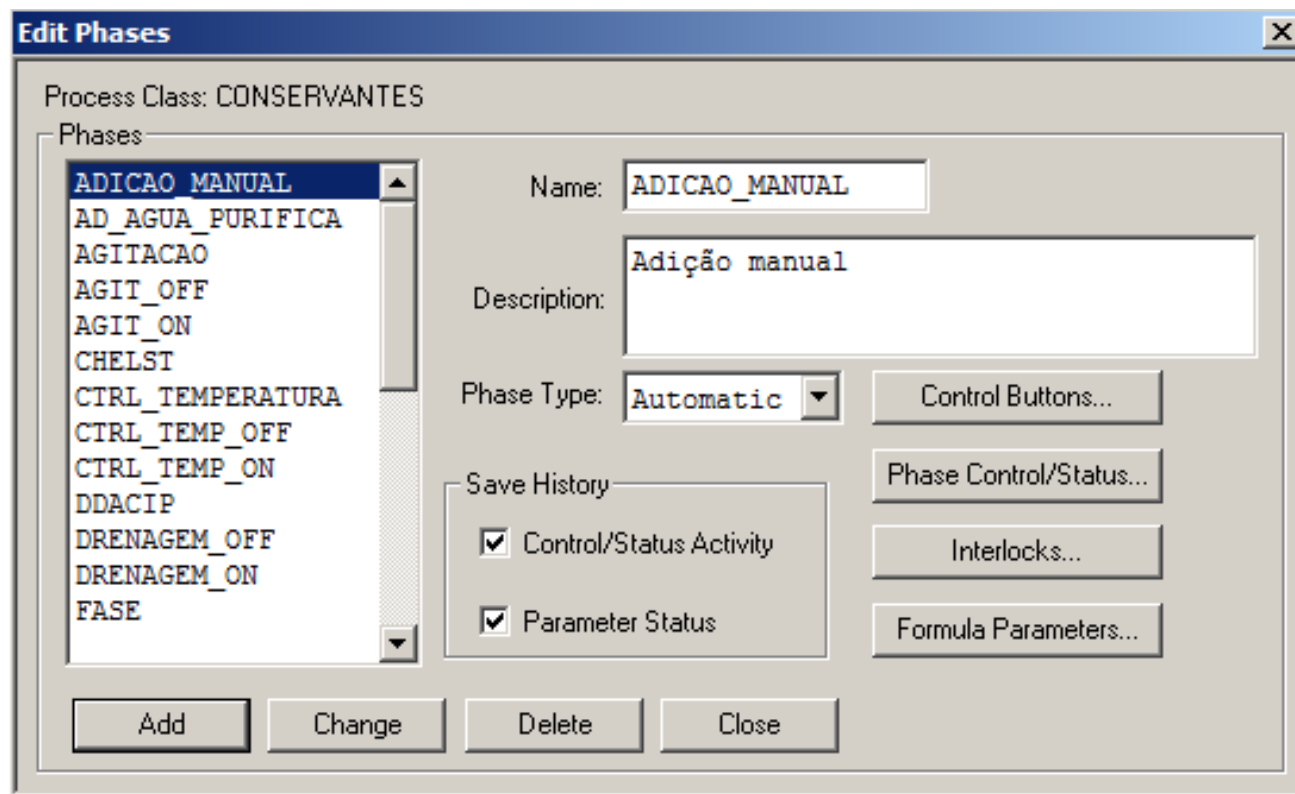 Edit Phases
Process Class: CONSERVANTES
Phases
ADICAO_MANUAL
AD_AGUA_PURIFICA
AGITACAO
AGIT_OFF
AGIT_ON
CHELST
CTRL_TEMPERATURA
CTRL_TEMP_OFF
CTRL_TEMP_ON
DDACIP
DRENAGEM_OFF
DRENAGEM_ON
FASE
Name: ADICAO_MANUAL
Description: Adição manual
Phase Type: Automatic
Save History
Control/Status Activity
Parameter Status
Control Buttons...
Phase Control/Status...
Interlocks...
Formula Parameters...
Add Change Delete Close